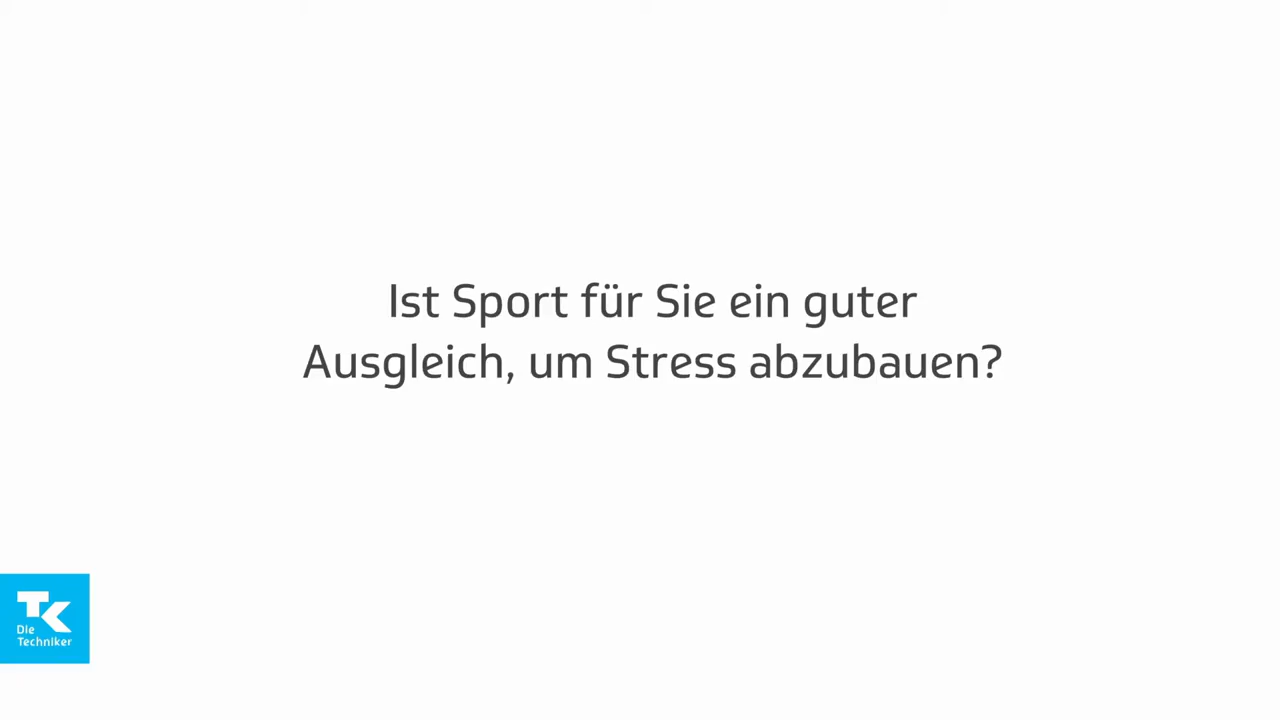 Ist Sport für Sie ein guter
Ausgleich, um Stress abzubauen?
TK
Die
Techniker